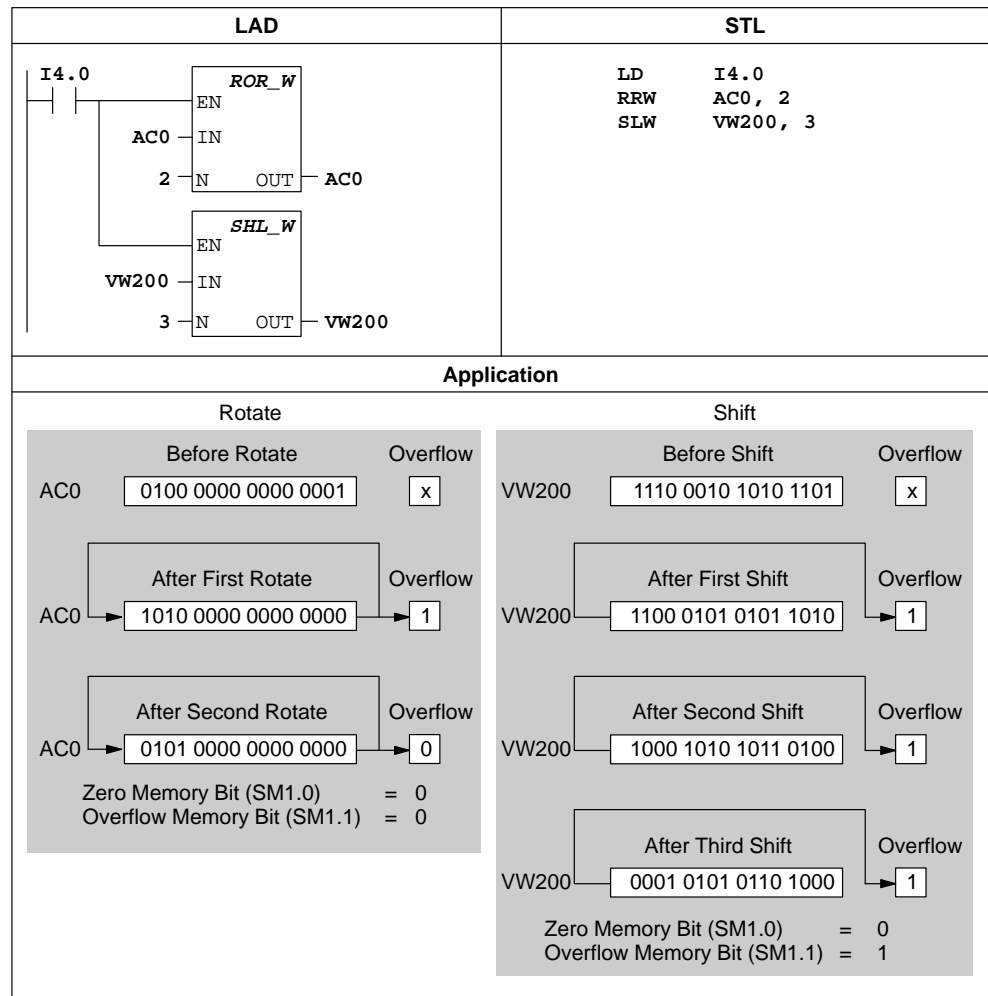 LAD
STL
I4.0
ROR_W
EN
AC0 IN
2 N OUT AC0
SHL_W
EN
VW200 IN
3 N OUT VW200
LD I4.0
RRW AC0, 2
SLW VW200, 3
Application
Rotate
Before Rotate Overflow
AC0 0100 0000 0000 0001 x
After First Rotate Overflow
AC0 1010 0000 0000 0000 1
After Second Rotate Overflow
AC0 0101 0000 0000 0000 0
Zero Memory Bit (SM1.0) = 0
Overflow Memory Bit (SM1.1) = 0
Shift
Before Shift Overflow
VW200 1110 0010 1010 1101 x
After First Shift Overflow
VW200 1100 0101 0101 1010 1
After Second Shift Overflow
VW200 1000 1010 1011 0100 1
After Third Shift Overflow
VW200 0001 0101 0110 1000 1
Zero Memory Bit (SM1.0) = 0
Overflow Memory Bit (SM1.1) = 1